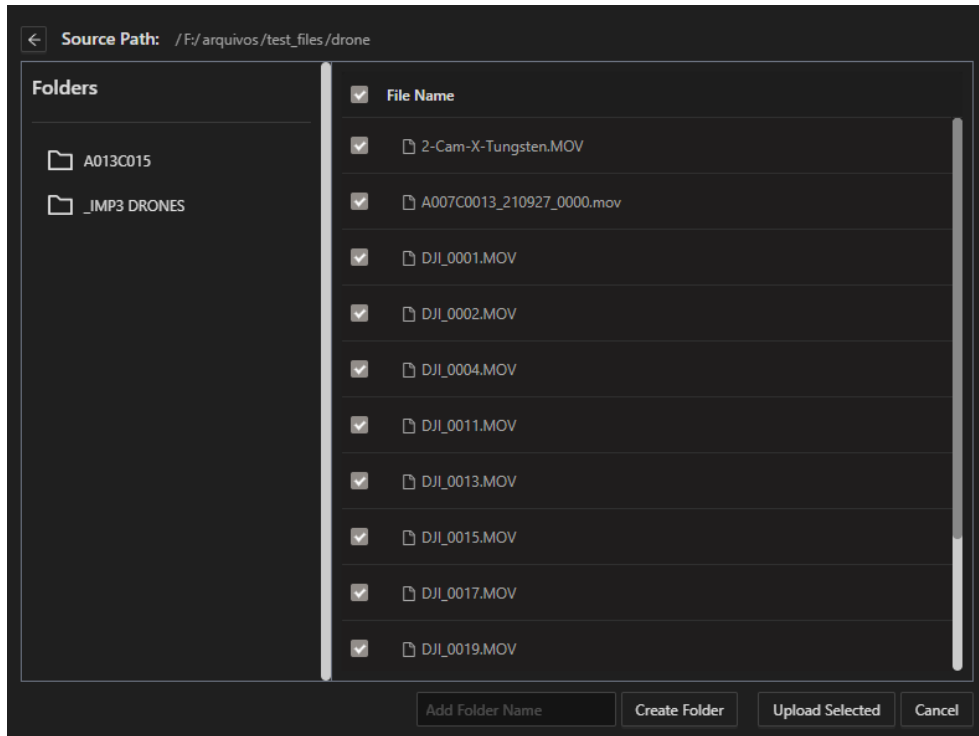 Source Path: /F:/arquivos/test_files/drone
Folders
A013C015
_IMP3 DRONES
File Name
2-Cam-X-Tungsten.MOV
A007C0013_210927_0000.mov
DJI_0001.MOV
DJI_0002.MOV
DJI_0004.MOV
DJI_0011.MOV
DJI_0013.MOV
DJI_0015.MOV
DJI_0017.MOV
DJI_0019.MOV
Add Folder Name Create Folder Upload Selected Cancel